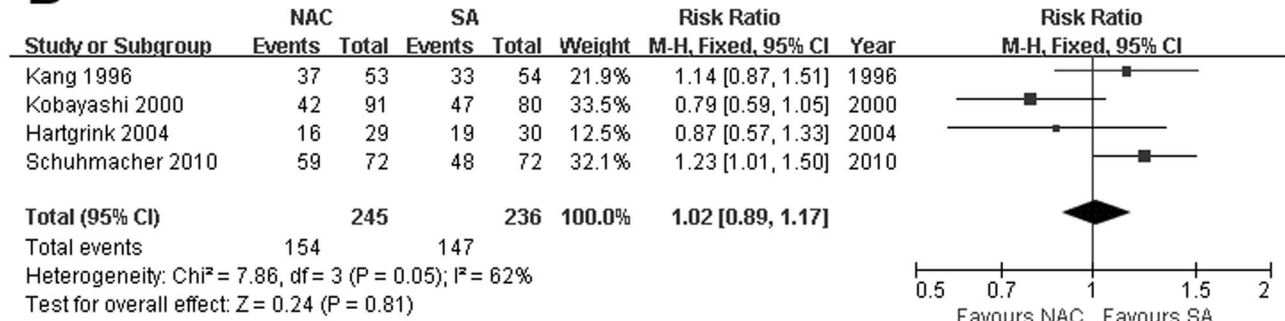 NAC SA Risk Ratio Risk Ratio
Study or Subgroup Events Total Events Total Weight M-H, Fixed, 95% CI Year M-H, Fixed, 95% CI
Kang 1996 37 53 33 54 21.9% 1.14 [0.87, 1.51] 1996
Kobayashi 2000 42 91 47 80 33.5% 0.79 [0.59, 1.05] 2000
Hartgrink 2004 16 29 19 30 12.5% 0.87 [0.57, 1.33] 2004
Schuhmacher 2010 59 72 48 72 32.1% 1.23 [1.01, 1.50] 2010
Total (95% CI) 245 236 100.0% 1.02 [0.89, 1.17]
Total events 154 147
Heterogeneity: Chi² = 7.86, df = 3 (P = 0.05); I² = 62%
Test for overall effect: Z = 0.24 (P = 0.81)
0.5 0.7 1 1.5 2
Favours NAC Favours SA